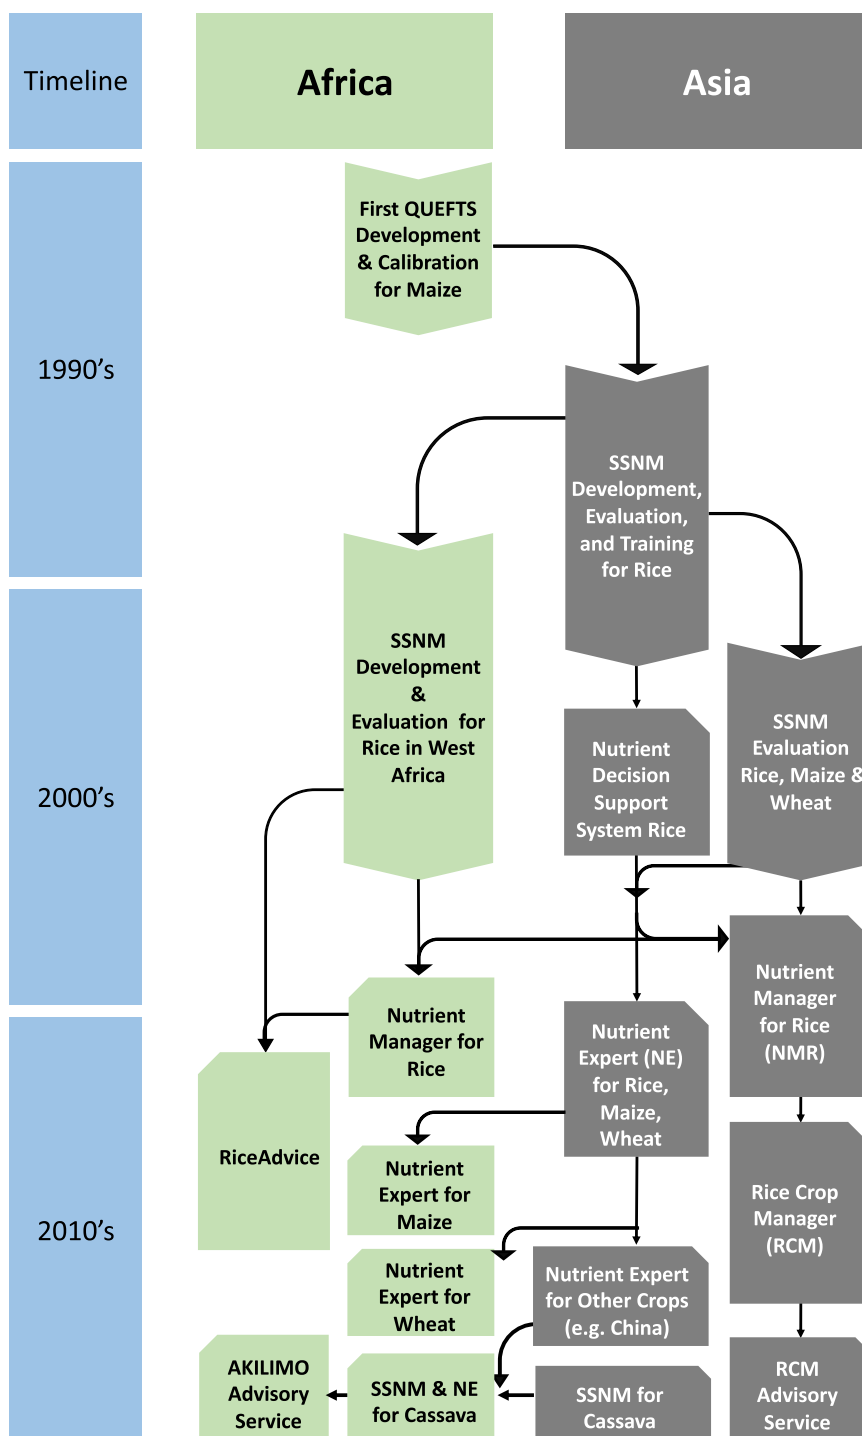 Timeline
Africa
Asia
First QUEFTS
Development
& Calibration
for Maize
1990's
SSNM
Development,
Evaluation,
and Training
for Rice
SSNM
Development
&
Evaluation for
Rice in West
Africa
2000's
Nutrient
Decision
Support
System Rice
SSNM
Evaluation
Rice, Maize &
Wheat
Nutrient
Manager for
Rice
Nutrient
Expert (NE)
for Rice,
Maize,
Wheat
Nutrient
Manager
for Rice
(NMR)
2010's
RiceAdvice
Nutrient
Expert for
Maize
Rice Crop
Manager
(RCM)
Nutrient
Expert for
Wheat
Nutrient Expert
for Other Crops
(e.g. China)
AKILIMO
Advisory
Service
SSNM & NE
for Cassava
SSNM for
Cassava
RCM
Advisory
Service